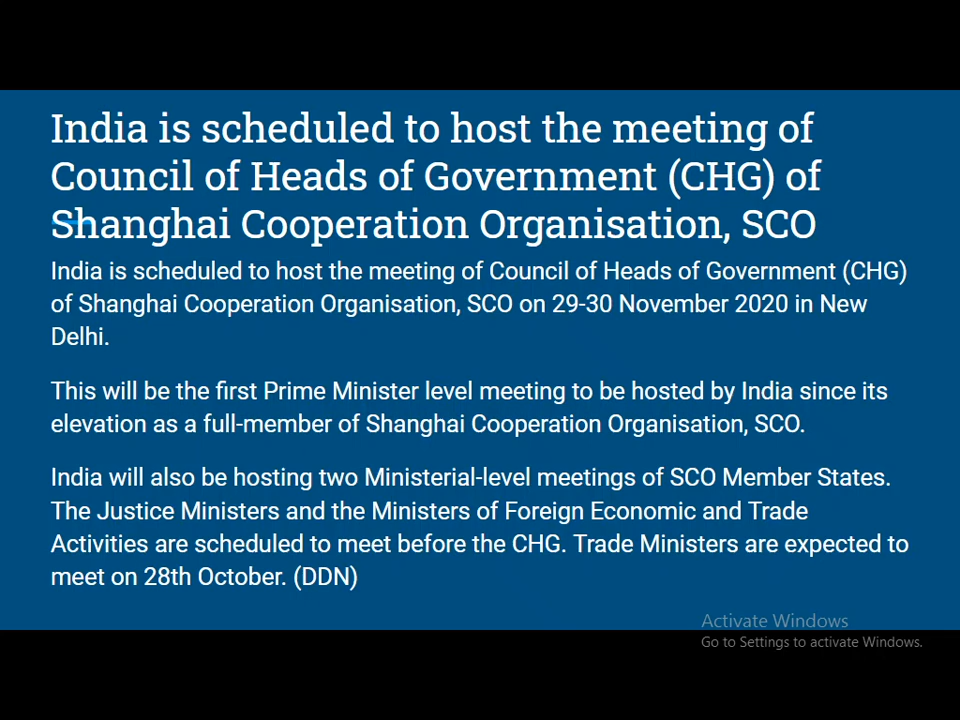 India is scheduled to host the meeting of
Council of Heads of Government (CHG) of
Shanghai Cooperation Organisation, SCO
India is scheduled to host the meeting of Council of Heads of Government (CHG)
of Shanghai Cooperation Organisation, SCO on 29-30 November 2020 in New
Delhi.
This will be the first Prime Minister level meeting to be hosted by India since its
elevation as a full-member of Shanghai Cooperation Organisation, SCO.
India will also be hosting two Ministerial-level meetings of SCO Member States.
The Justice Ministers and the Ministers of Foreign Economic and Trade
Activities are scheduled to meet before the CHG. Trade Ministers are expected to
meet on 28th October. (DDN)
Activate Windows
Go to Settings to activate Windows.